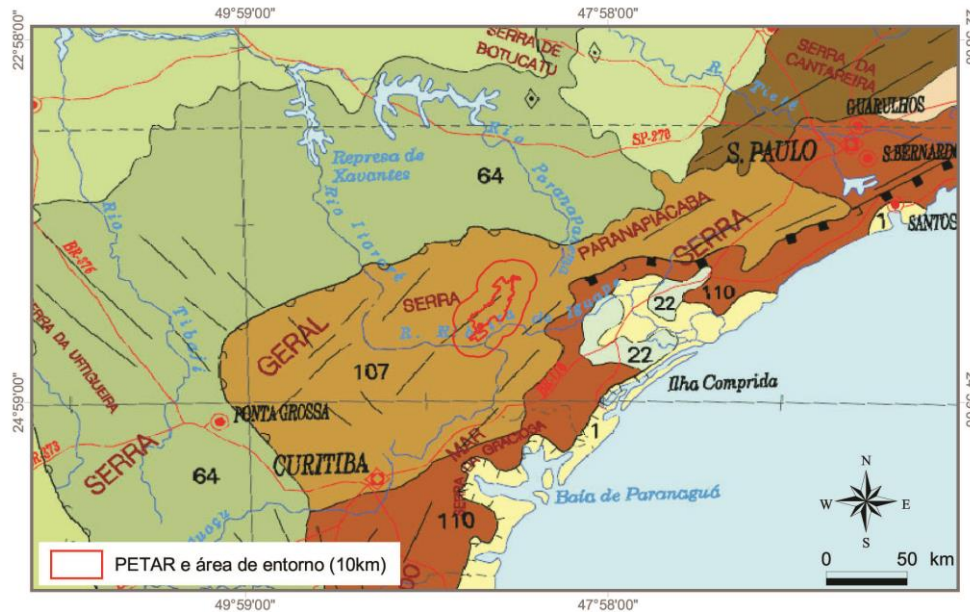 49°59'00"
47°58'00"
22°58'00"
SERRA DE
BOTUCATU
SERRA DA
CANTAREIRA
R. Tietê
GUARULHOS
SP-270
S. PAULO
S. BERNARDO
Represa de
Xavantes
Rio
Paranapanema
64
Rio Itararé
PARANAPIACABA
SERRA
1
SANTOS
Rio
Tibají
BR-376
SERRA
22
110
R. Ribeira do Iguape
GERAL
107
22
Ilha Comprida
24°59'00"
SERRA DA URTIGUEIRA
PONTA GROSSA
1
MAR
SERRA DA GRACIOSA
SERRA
CURITIBA
64
Baía de Paranaguá
110
N
W
E
S
PETAR e área de entorno (10km)
0
50
km
49°59'00"
47°58'00"